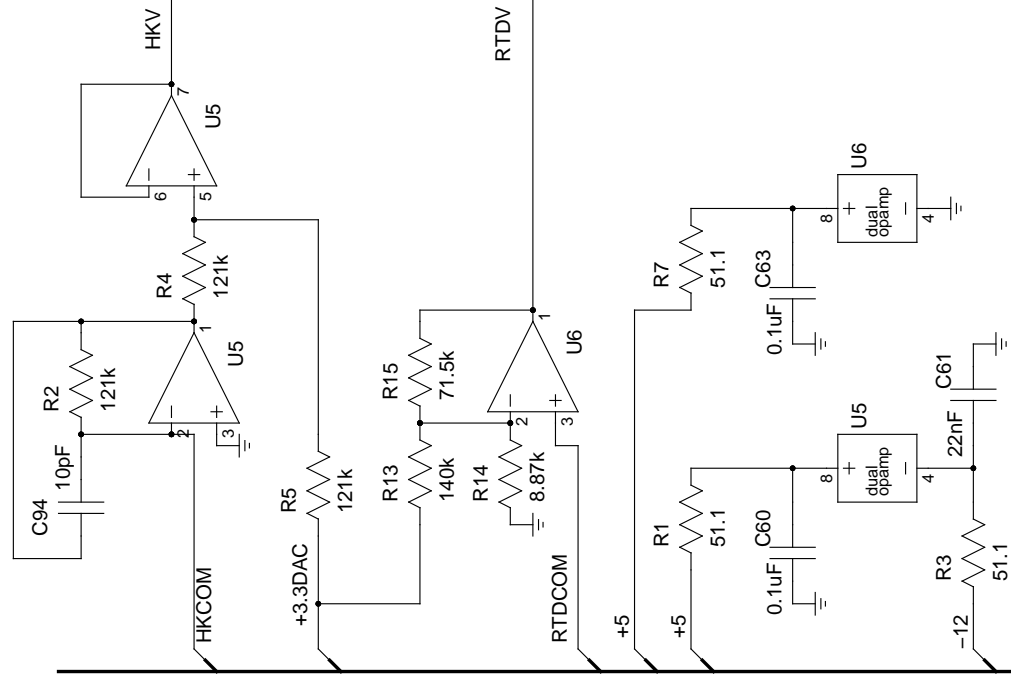 HKV
7
U5
−
+
6
5
R4
121k
R2
121k
1
U5
−
+
2
3
C94
10pF
HKCOM
R5
121k
+3.3DAC
RTDV
R15
71.5k
1
U6
−
+
2
3
R13
140k
R14
8.87k
RTDCOM
+5
R7
51.1
C63
0.1uF
U6
8
+
dual
opamp
−
4
+5
R1
51.1
C60
0.1uF
U5
8
+
dual
opamp
−
4
C61
22nF
R3
51.1
−12